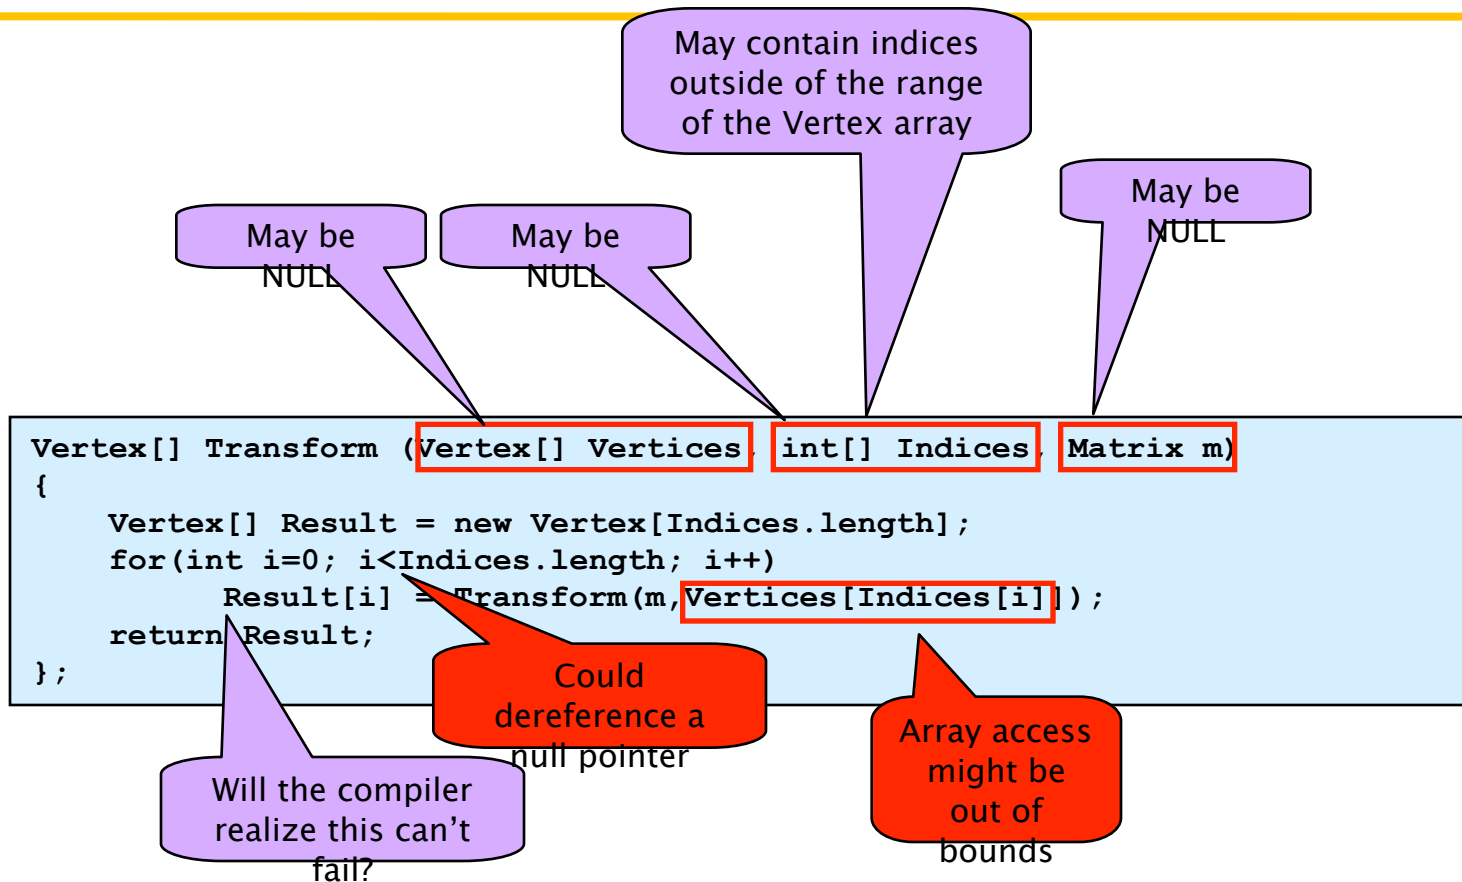 May contain indices
outside of the range
of the Vertex array
May be
NULL
May be
NULL
May be
NULL
Vertex[] Transform (Vertex[] Vertices, int[] Indices, Matrix m)
{
Vertex[] Result = new Vertex[Indices.length];
for(int i=0; i<Indices.length; i++)
Result[i] = Transform(m,Vertices[Indices[i]]);
return Result;
};
Could
dereference a
null pointer
Array access
might be
out of
bounds
Will the compiler
realize this can’t
fail?